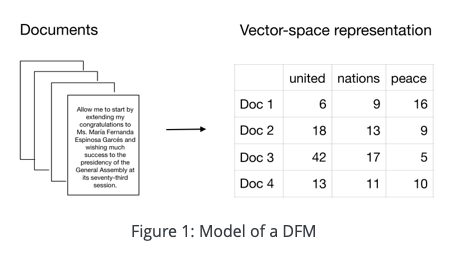 Documents
Vector-space representation
Allow me to start by
extending my
congratulations to
Ms. María Fernanda
Espinosa Garcés and
wishing much
success to the
presidency of the
General Assembly at
its seventy-third
session.
united nations peace
Doc 1 6 9 16
Doc 2 18 13 9
Doc 3 42 17 5
Doc 4 13 11 10
Figure 1: Model of a DFM